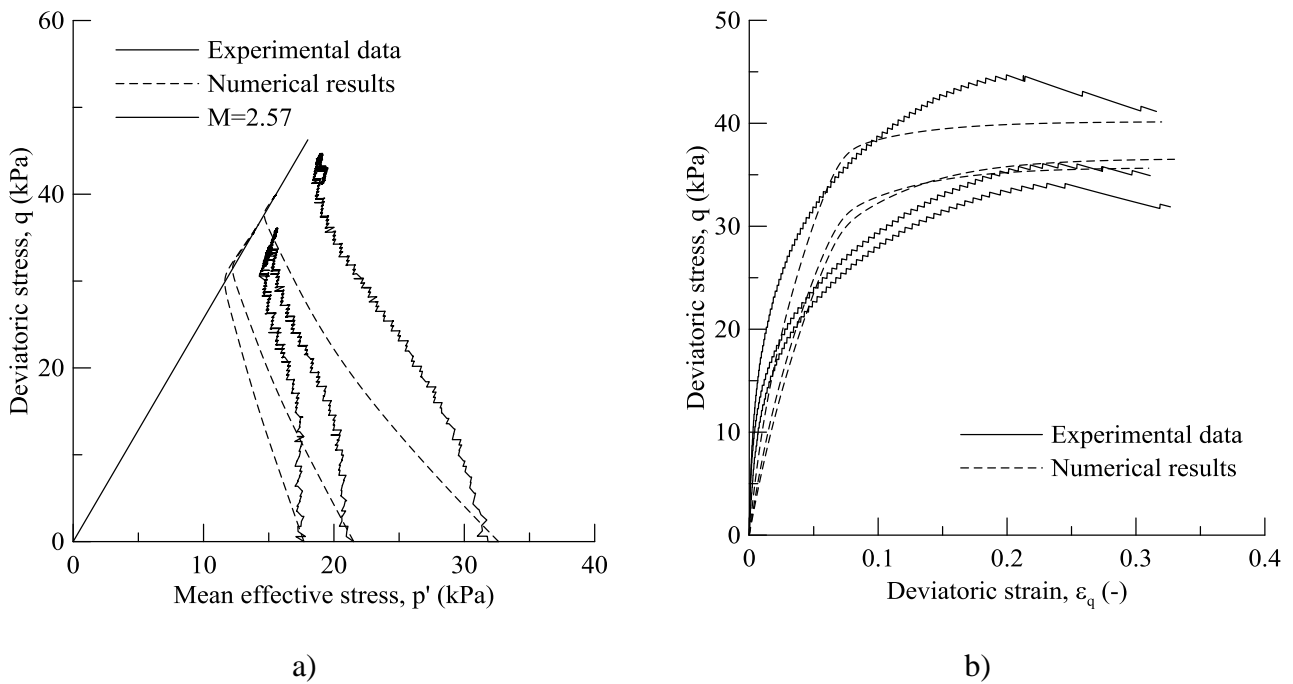 60
40
20
0
Deviatoric stress, q (kPa)
Experimental data
Numerical results
M=2.57
0 10 20 30 40
Mean effective stress, p' (kPa)
a)
50
40
30
20
10
0
Deviatoric stress, q (kPa)
Experimental data
Numerical results
0 0.1 0.2 0.3 0.4
Deviatoric strain, εq (-)
b)